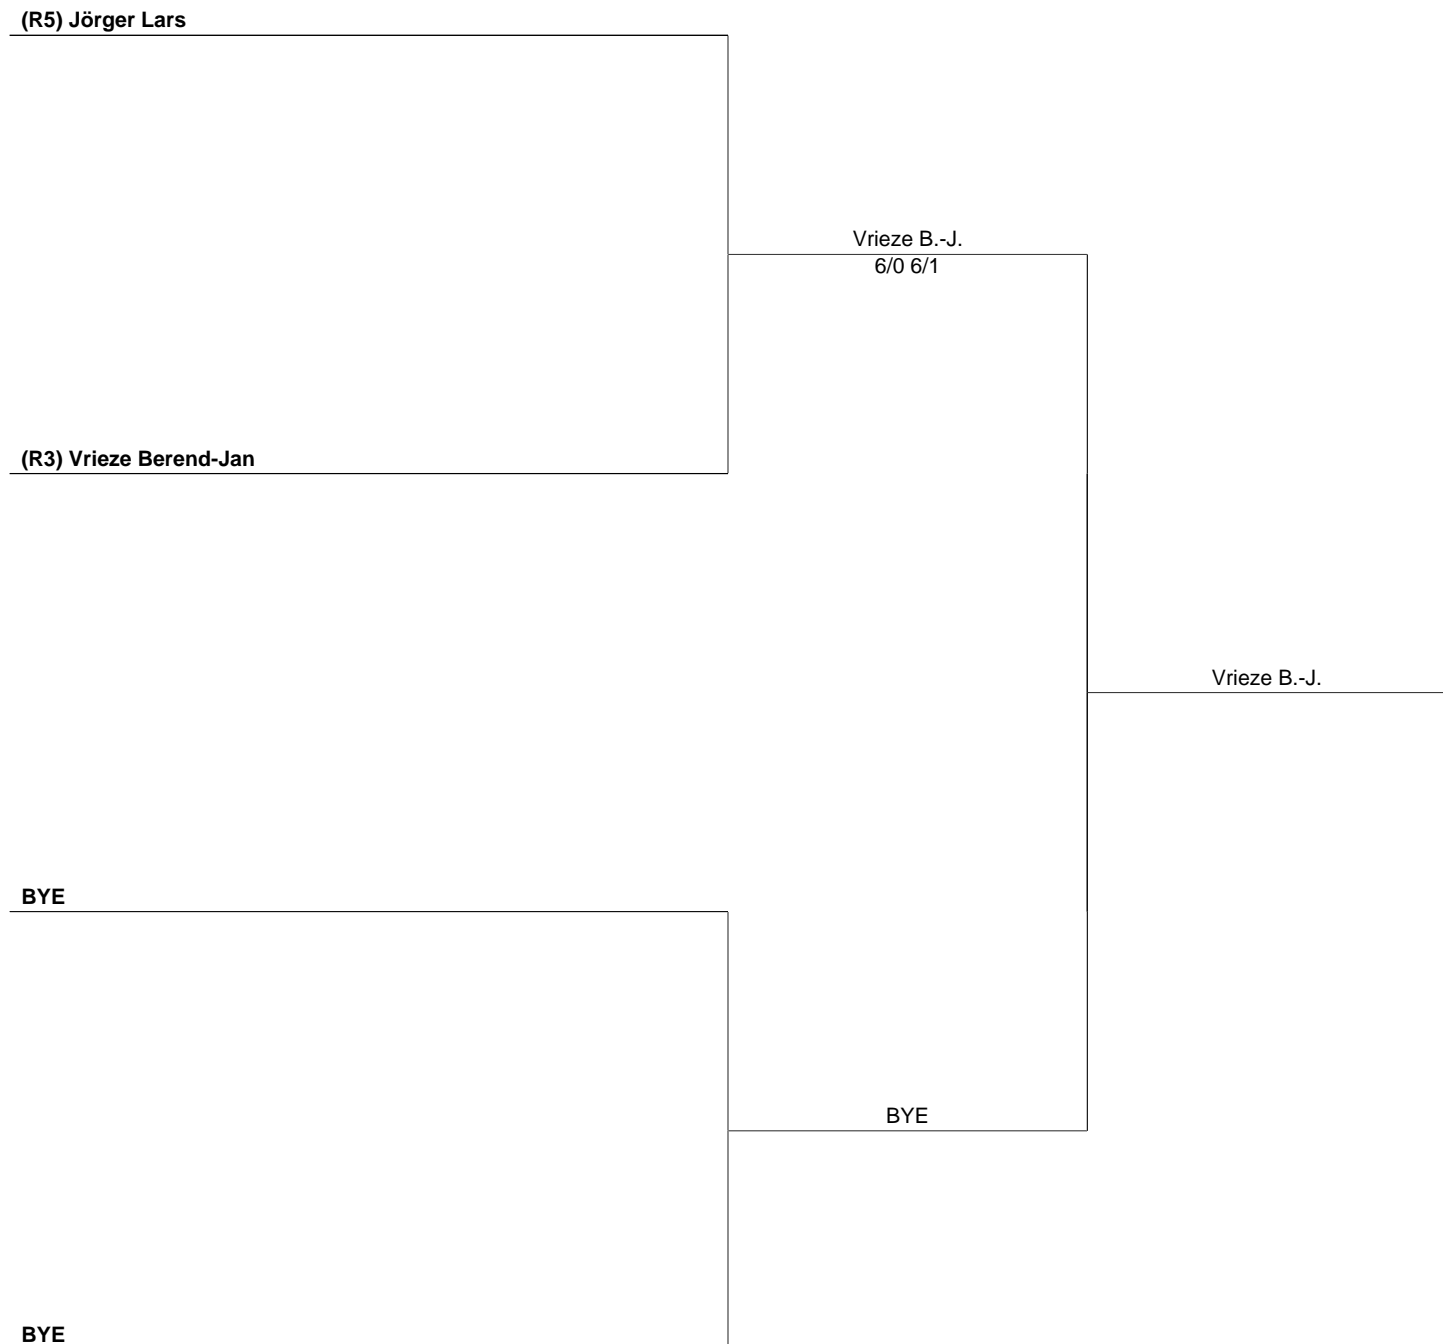 (R5) Jörger Lars
Vrieze B.-J.
6/0 6/1
(R3) Vrieze Berend-Jan
Vrieze B.-J.
BYE
BYE
BYE